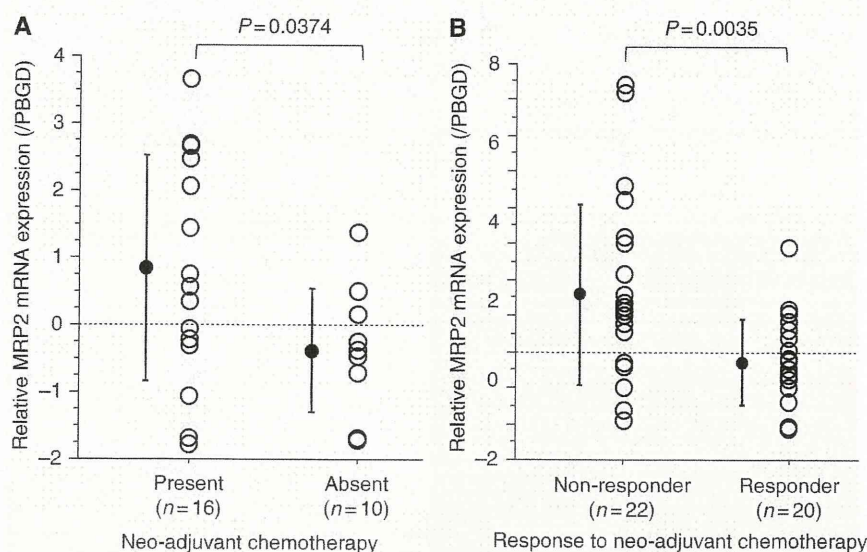 A
P=0.0374
Relative MRP2 mRNA expression (/PBGD)
4
3
2
1
0
–1
–2
Present
(n=16)
Absent
(n=10)
Neo-adjuvant chemotherapy
B
P=0.0035
Relative MRP2 mRNA expression (/PBGD)
8
6
4
2
0
–2
Non-responder
(n=22)
Responder
(n=20)
Response to neo-adjuvant chemotherapy